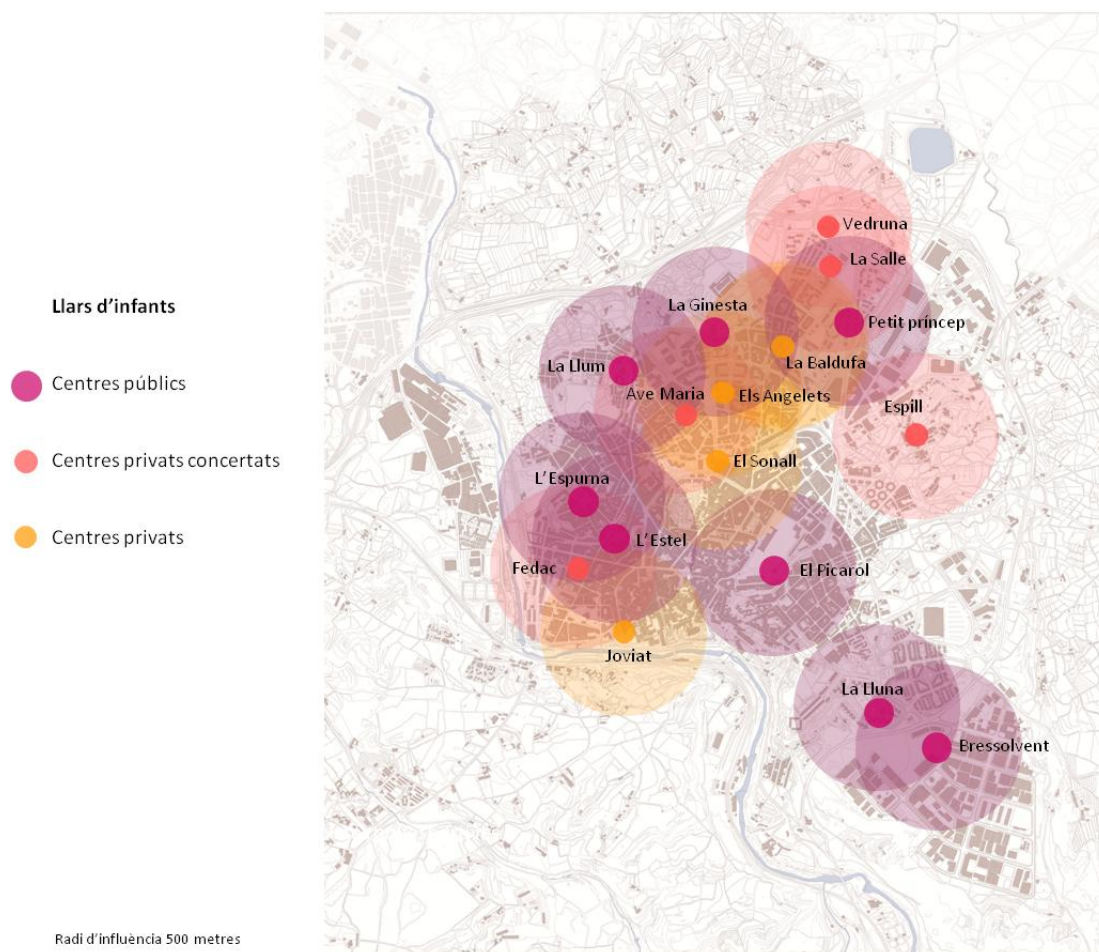 Llars d'infants
Centres públics
Centres privats concertats
Centres privats
Radi d'influència 500 metres
Vedruna
La Salle
La Ginesta
Petit príncep
La Baldufa
La Llum
Ave Maria
Els Angelets
Espill
El Sonall
L'Espurna
L'Estel
Fedac
El Picarol
Joviat
La Lluna
Bressolvent